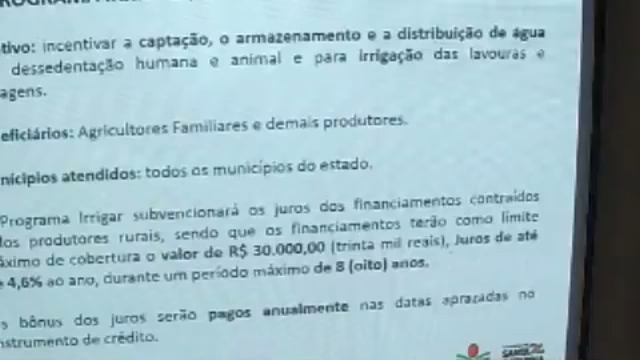 tivo: incentivar a captação, o armazenamento e a distribuição de água
dessedentação humana e animal e para irrigação das lavouras e
agens.
eficiários: Agricultores Familiares e demais produtores.
nicípios atendidos: todos os municípios do estado.
Programa Irrigar subvencionará os juros dos financiamentos contraídos
los produtores rurais, sendo que os financiamentos terão como limite
áximo de cobertura o valor de R$ 30.000,00 (trinta mil reais), Juros de até
e 4,6% ao ano, durante um período máximo de 8 (oito) anos.
s bônus dos juros serão pagos anualmente nas datas aprazadas no
nstrumento de crédito.